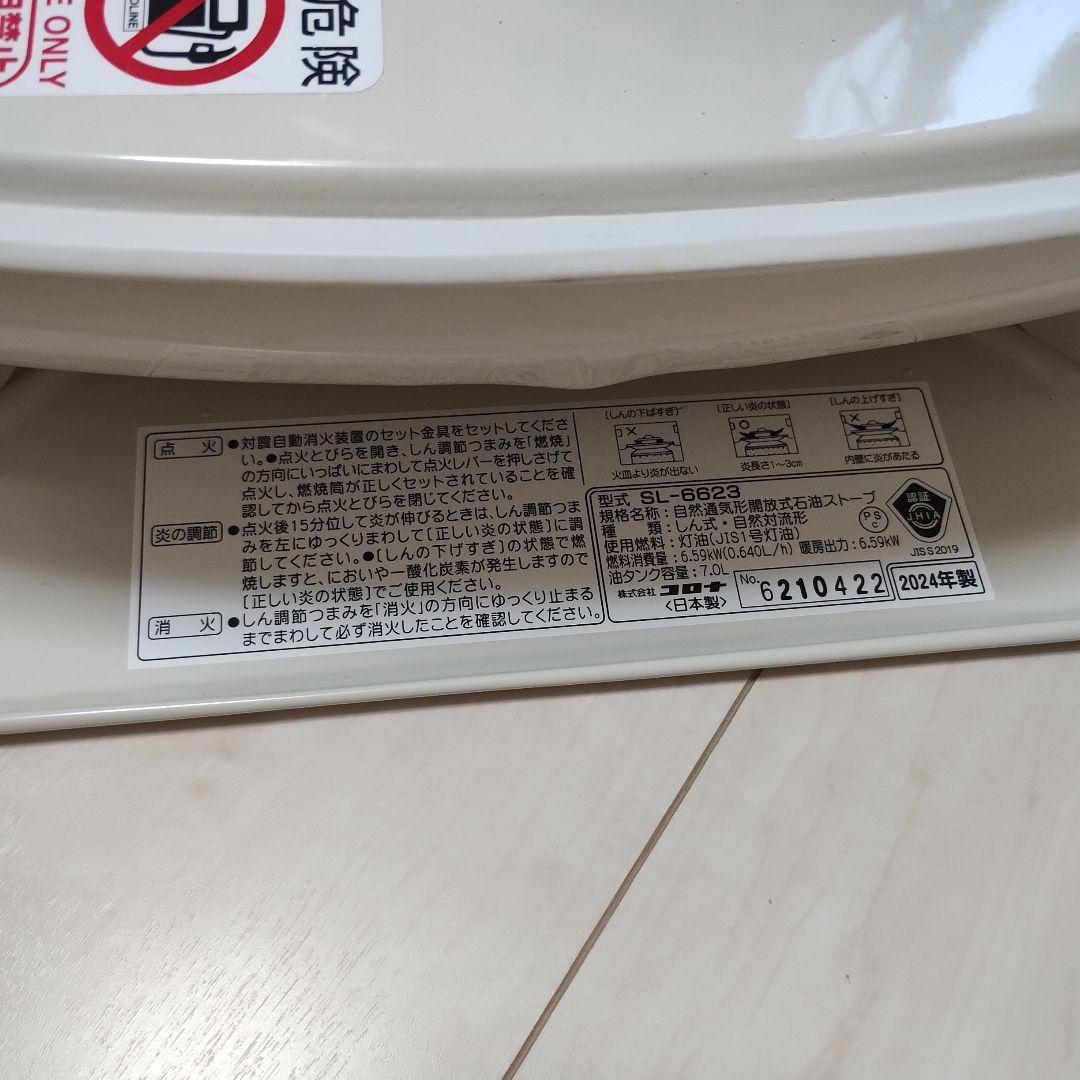 危険
OLINE
E ONLY
用禁止
点火
●対震自動消火装置のセット金具をセットしてくださ
い。●点火とびらを開き、しん調節つまみを「燃焼」
の方向にいっぱいにまわして点火レバーを押しさげて
点火し、燃焼筒が正しくセットされていることを確
認してから点火とびらを閉じてください。
炎の調節
●点火後15分位して炎が伸びるときは、しん調節つま
みを左にゆっくりまわして[正しい炎の状態]に調
節してください。●[しんの下げすぎ]の状態で燃
焼しますと、においや一酸化炭素が発生しますので
[正しい炎の状態]でご使用ください。
消火
●しん調節つまみを「消火」の方向にゆっくり止まる
までまわして必ず消火したことを確認してください。
[しんの下げすぎ]
火皿より炎が出ない
[正しい炎の状態]
炎長さ1〜3cm
[しんの上げすぎ]
内壁に炎があたる
型式 SL-6623
規格名称:自然通気形開放式石油ストーブ
種類:しん式・自然対流形
使用燃料:灯油(JIS1号灯油)
燃料消費量:6.59kW(0.640L/h) 暖房出力:6.59kW
油タンク容量:7.0L
株式会社 コロナ
〈日本製〉
No. 6210422
2024年製
PSC
認証
JHIA
JIS S 2019